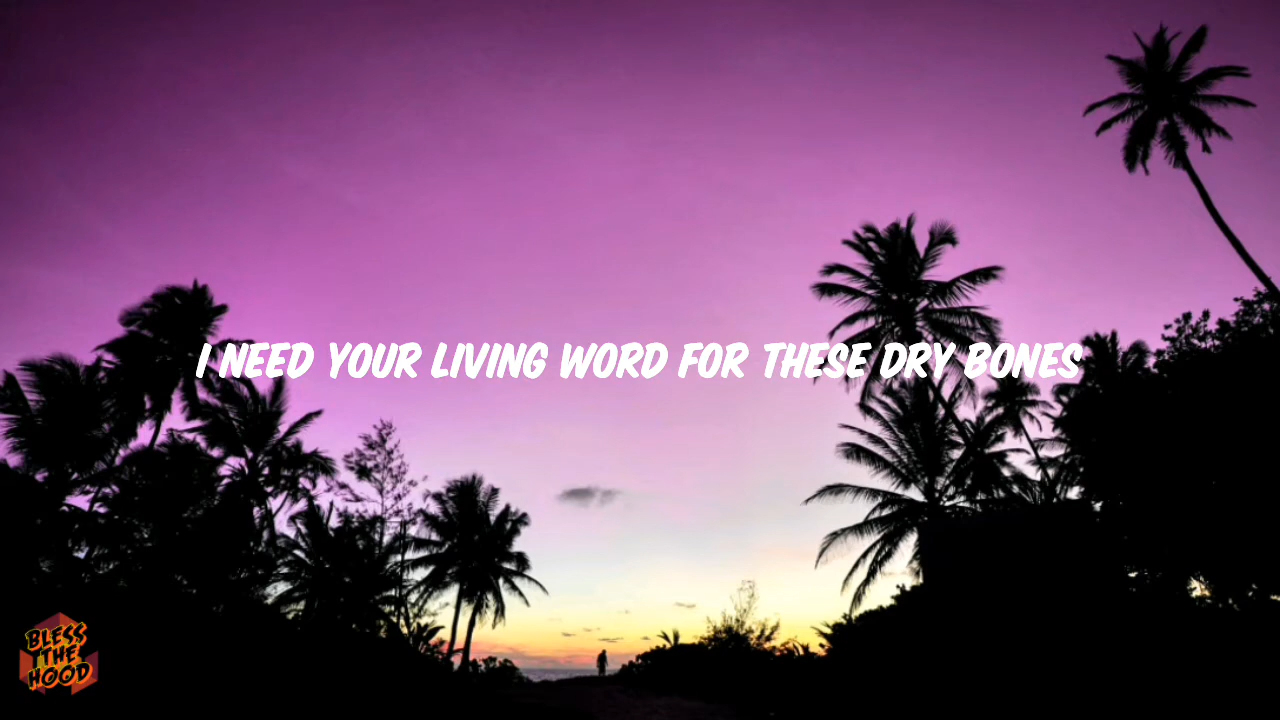 I NEED YOUR LIVING WORD FOR THESE DRY BONES
BLESS
THE
HOOD